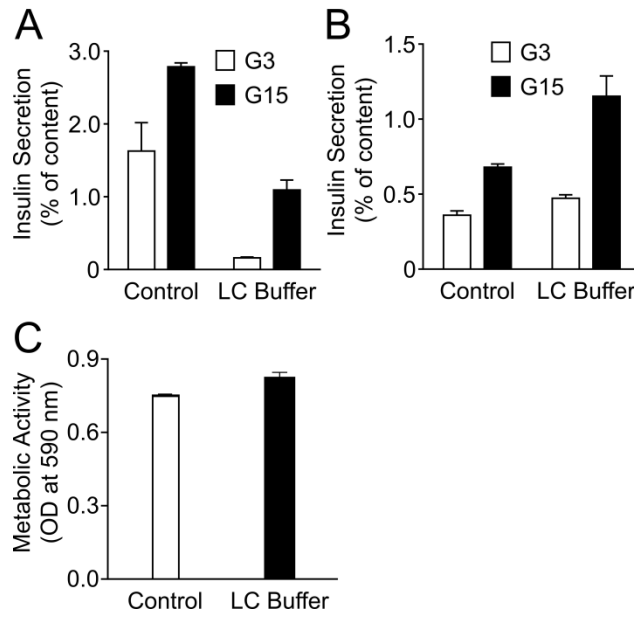 A
Insulin Secretion
(% of content)
3.0
2.0
1.0
0
G3
G15
Control
LC Buffer
B
Insulin Secretion
(% of content)
1.5
1.0
0.5
0
G3
G15
Control
LC Buffer
C
Metabolic Activity
(OD at 590 nm)
0.9
0.6
0.3
0.0
Control
LC Buffer